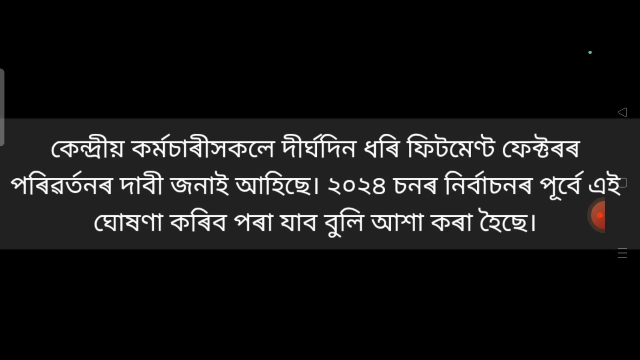 কেন্দ্ৰীয় কৰ্মচাৰীসকলে দীৰ্ঘদিন ধৰি ফিটমেণ্ট ফেক্টৰৰ
পৰিৱৰ্তনৰ দাবী জনাই আহিছে। ২০২৪ চনৰ নিৰ্বাচনৰ পূৰ্বে এই
ঘোষণা কৰিব পৰা যাব বুলি আশা কৰা হৈছে।